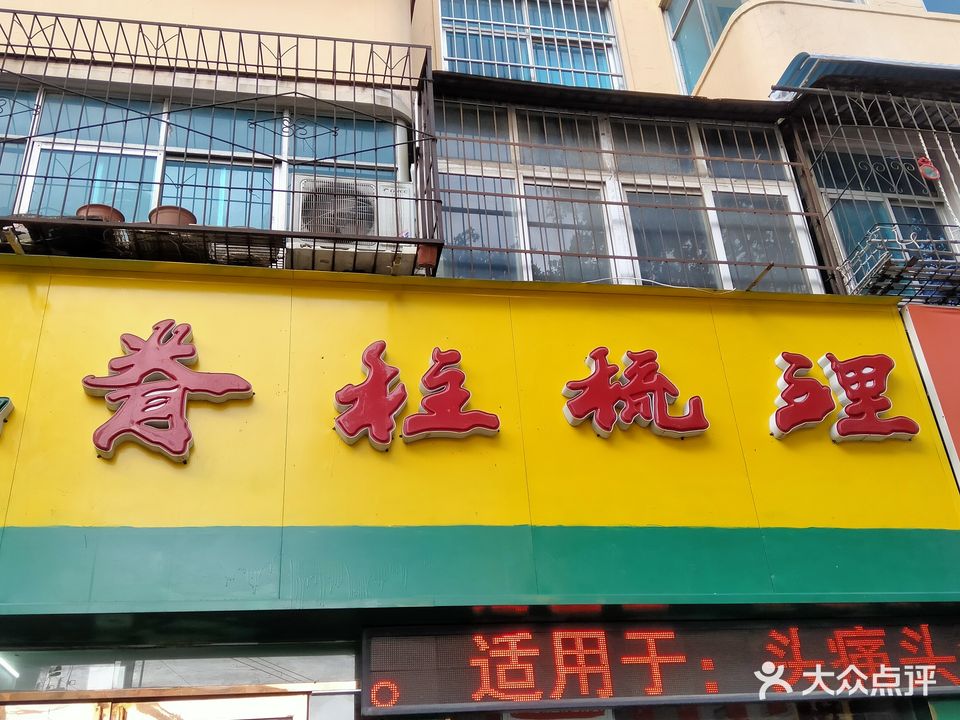 脊柱梳理
。 适用于：头痛头
大众点评